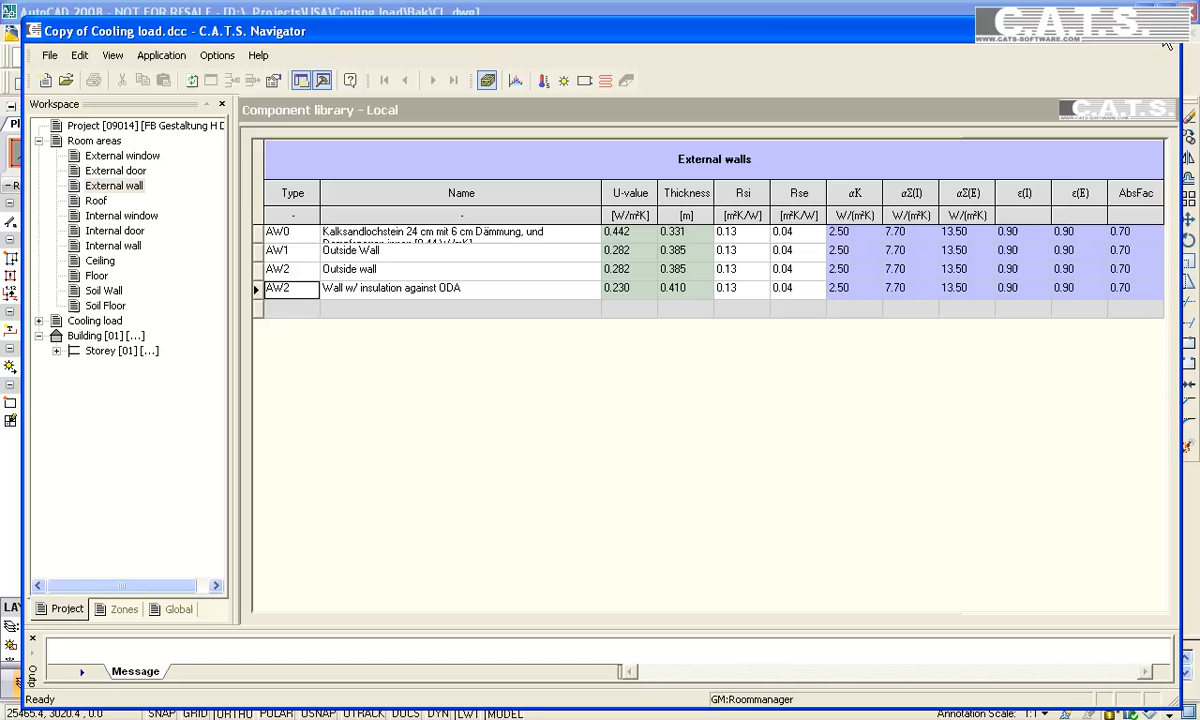 AutoCAD 2008 - NOT FOR RESALE - [D:\_Projects\USA\Cooling load\Bak\CL.dwg]
Copy of Cooling load.dcc - C.A.T.S. Navigator
C.A.T.S.
WWW.CATS-SOFTWARE.COM
File Edit View Application Options Help
Workspace
Component library - Local
C.A.T.S.
Project [09014] [FB Gestaltung H D
Room areas
External window
External door
External wall
Roof
Internal window
Internal door
Internal wall
Ceiling
Floor
Soil Wall
Soil Floor
Cooling load
Building [01] [...]
Storey [01] [...]
External walls
Type Name U-value Thickness Rsi Rse αK αΣ(I) αΣ(E) ε(I) ε(E) AbsFac
- - [W/m²K] [m] [m²K/W] [m²K/W] W/(m²K) W/(m²K) W/(m²K)
AW0 Kalksandlochstein 24 cm mit 6 cm Dämmung, und 0.442 0.331 0.13 0.04 2.50 7.70 13.50 0.90 0.90 0.70
AW1 Outside Wall 0.282 0.385 0.13 0.04 2.50 7.70 13.50 0.90 0.90 0.70
AW2 Outside wall 0.282 0.385 0.13 0.04 2.50 7.70 13.50 0.90 0.90 0.70
AW2 Wall w/ insulation against ODA 0.230 0.410 0.13 0.04 2.50 7.70 13.50 0.90 0.90 0.70
Project Zones Global
LAY
Message
Outp
Ready GM:Roommanager
25465.4, 3020.4, 0.0 SNAP GRID ORTHO POLAR OSNAP OTRACK DUCS DYN LWT MODEL Annotation Scale: 1:1